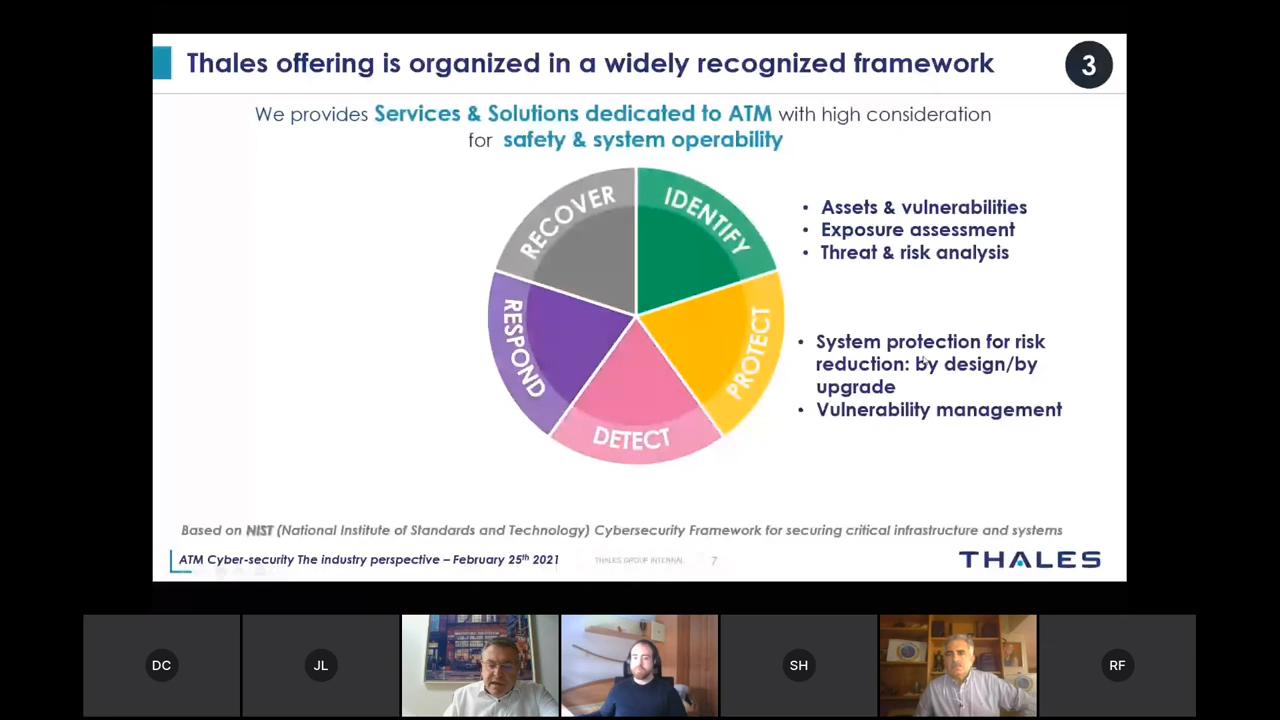 Thales offering is organized in a widely recognized framework
3
We provides Services & Solutions dedicated to ATM with high consideration
for safety & system operability
RECOVER
IDENTIFY
RESPOND
PROTECT
DETECT
• Assets & vulnerabilities
• Exposure assessment
• Threat & risk analysis
• System protection for risk
reduction: by design/by
upgrade
• Vulnerability management
Based on NIST (National Institute of Standards and Technology) Cybersecurity Framework for securing critical infrastructure and systems
ATM Cyber-security The industry perspective – February 25th 2021
THALES GROUP INTERNAL
7
THALES
DC
JL
SH
RF